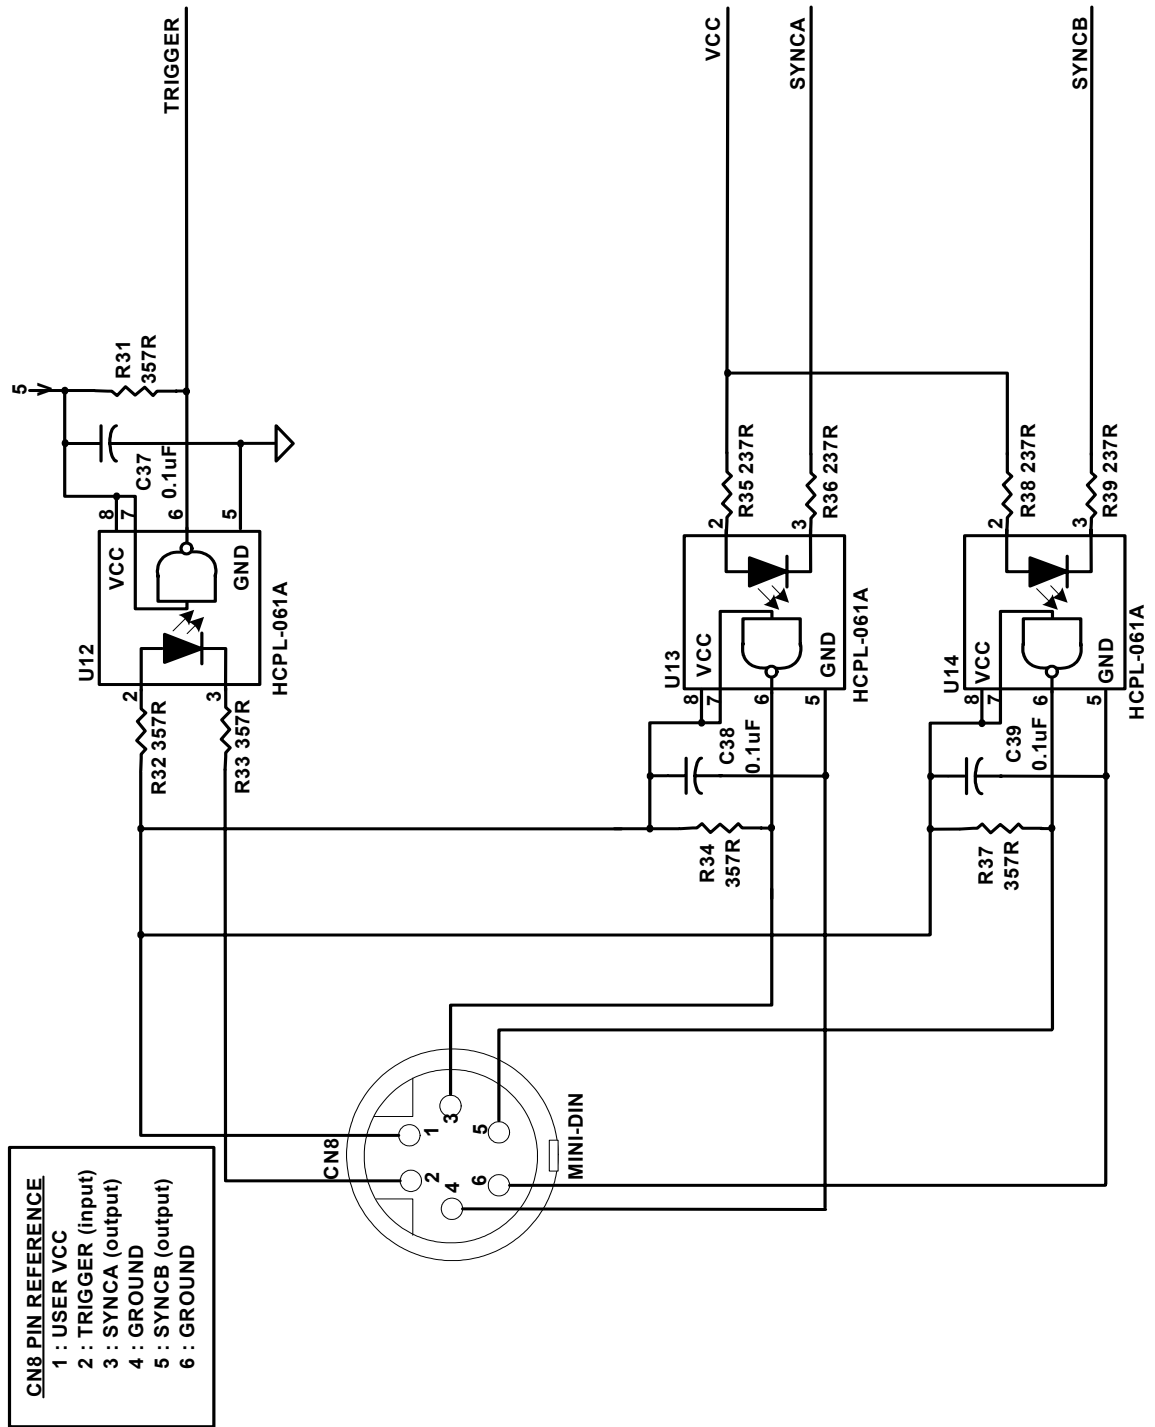 CN8 PIN REFERENCE
1 : USER VCC
2 : TRIGGER (input)
3 : SYNCA (output)
4 : GROUND
5 : SYNCB (output)
6 : GROUND
CN8
1
2
3
4
5
6
MINI-DIN
R32 357R
R33 357R
2
3
U12
VCC
GND
HCPL-061A
8
7
6
5
C37
0.1uF
5 V
R31
357R
TRIGGER
R34
357R
C38
0.1uF
8
7
6
5
U13
VCC
GND
HCPL-061A
2
3
R35 237R
R36 237R
VCC
SYNCA
R37
357R
C39
0.1uF
8
7
6
5
U14
VCC
GND
HCPL-061A
2
3
R38 237R
R39 237R
SYNCB